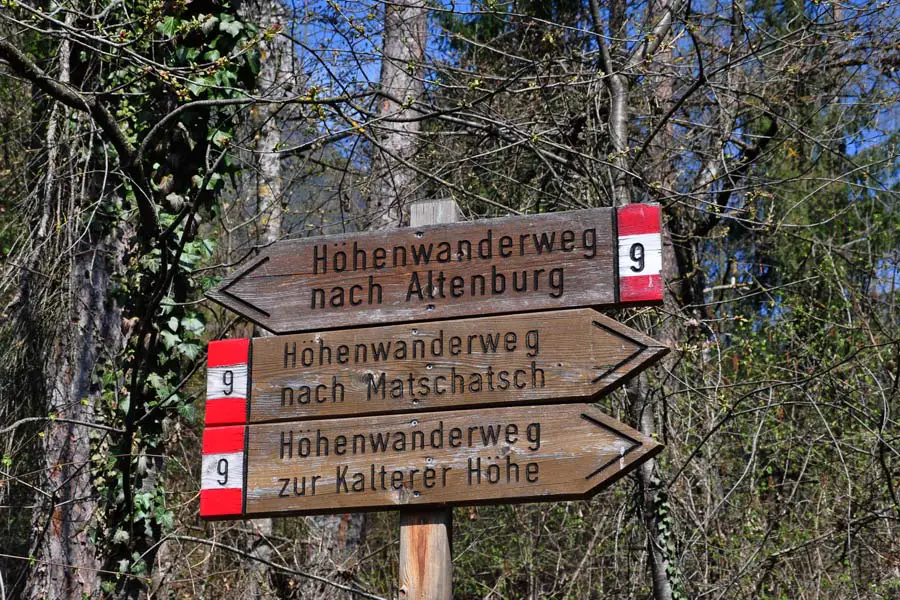 Höhenwanderweg
nach Altenburg
9
9
Höhenwanderweg
nach Matschatsch
9
Höhenwanderweg
zur Kalterer Höhe